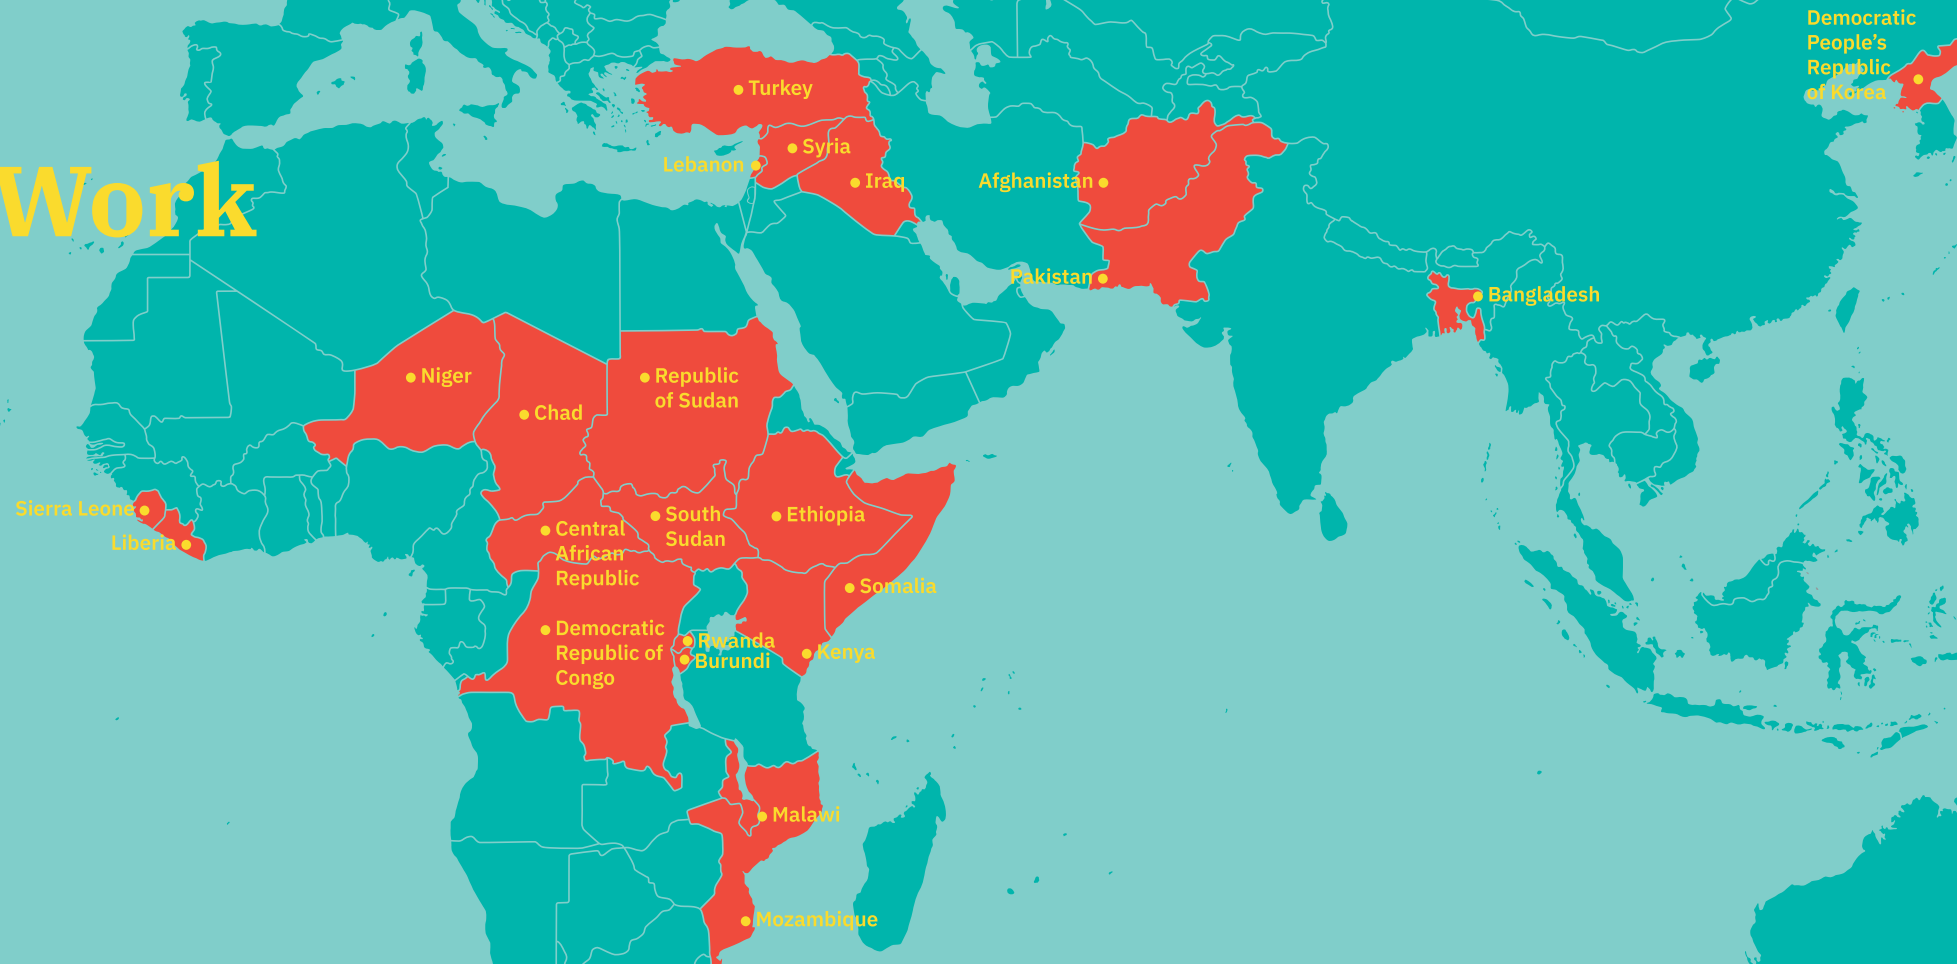 Work
Democratic
People's
Republic
of Korea
Turkey
Syria
Lebanon
Iraq
Afghanistan
Pakistan
Bangladesh
Niger
Chad
Republic
of Sudan
Sierra Leone
Liberia
Central
African
Republic
South
Sudan
Ethiopia
Somalia
Democratic
Republic of
Congo
Rwanda
Burundi
Kenya
Malawi
Mozambique